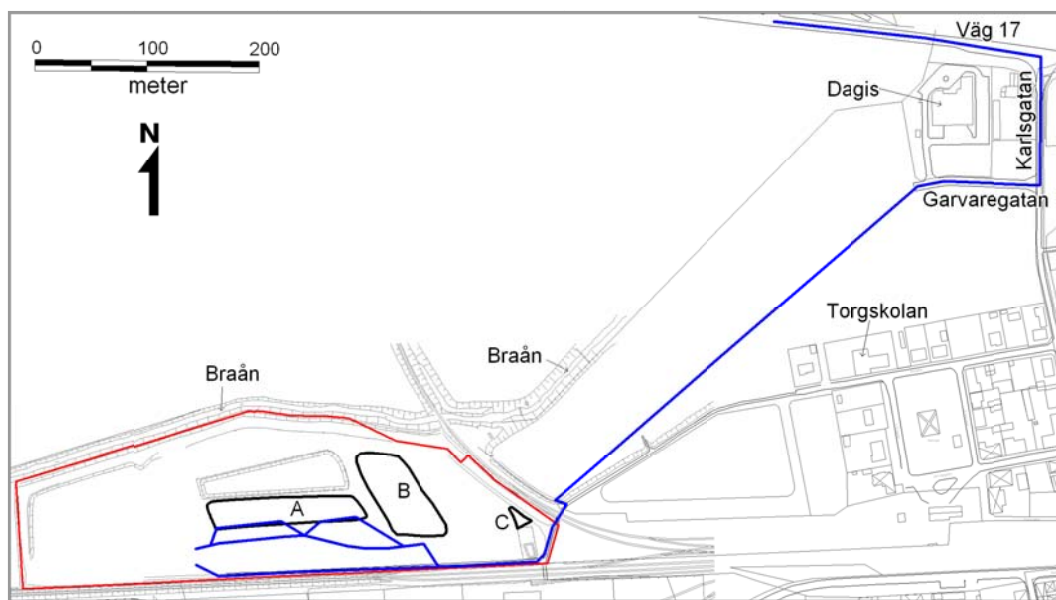 0 100 200
meter
N
Väg 17
Dagis
Karlsgatan
Garvaregatan
Torgskolan
Braån
Braån
A
B
C